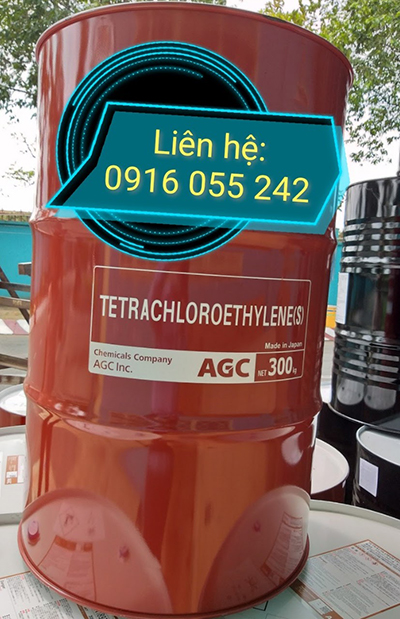 Liên hệ:
0916 055 242
TETRACHLOROETHYLENE(S)
Made in Japan
Chemicals Company
AGC Inc.
AGC
NET 300kg